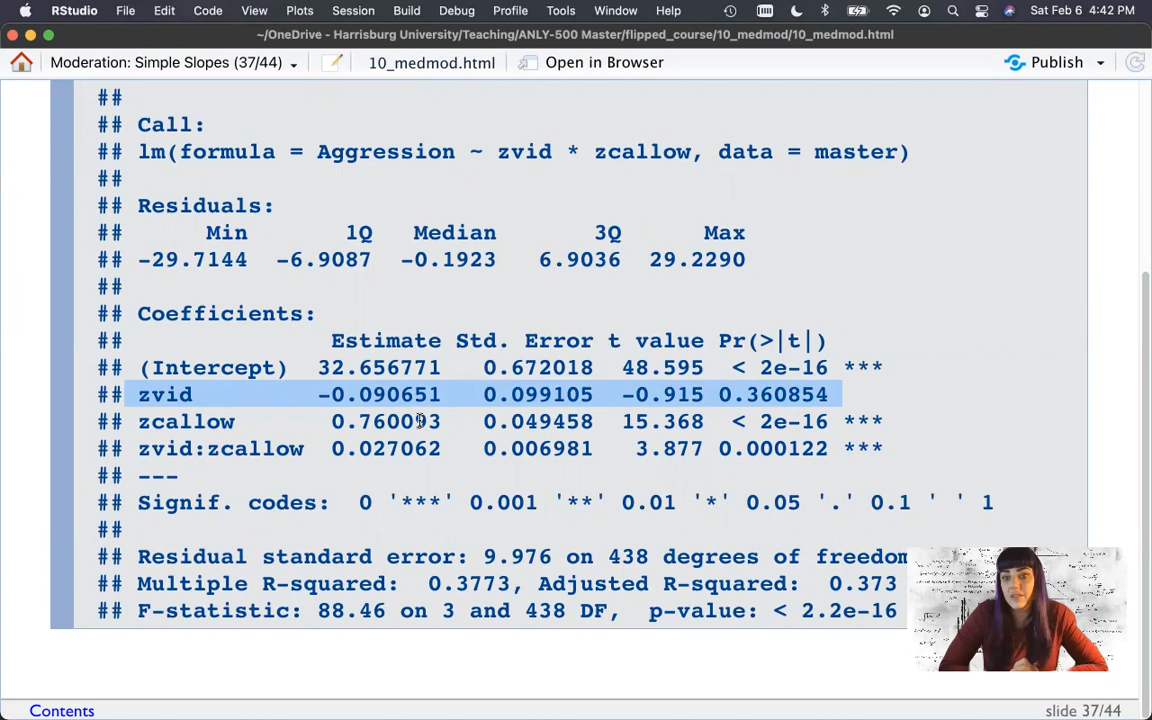 RStudio File Edit Code View Plots Session Build Debug Profile Tools Window Help Sat Feb 6 4:42 PM
~/OneDrive - Harrisburg University/Teaching/ANLY-500 Master/flipped_course/10_medmod/10_medmod.html
Moderation: Simple Slopes (37/44) 10_medmod.html Open in Browser Publish
##
## Call:
## lm(formula = Aggression ~ zvid * zcallow, data = master)
##
## Residuals:
## Min 1Q Median 3Q Max
## -29.7144 -6.9087 -0.1923 6.9036 29.2290
##
## Coefficients:
## Estimate Std. Error t value Pr(>|t|)
## (Intercept) 32.656771 0.672018 48.595 < 2e-16 ***
## zvid -0.090651 0.099105 -0.915 0.360854
## zcallow 0.049458 15.368 < 2e-16 ***
## zvid:zcallow 0.027062 0.006981 3.877 0.000122 ***
## ---
## Signif. codes: 0 '***' 0.001 '**' 0.01 '*' 0.05 '.' 0.1 ' ' 1
##
## Residual standard error: 9.976 on 438 degrees of freedom
## Multiple R-squared: 0.3773, Adjusted R-squared: 0.373
## F-statistic: 88.46 on 3 and 438 DF, p-value: < 2.2e-16
Contents slide 37/44